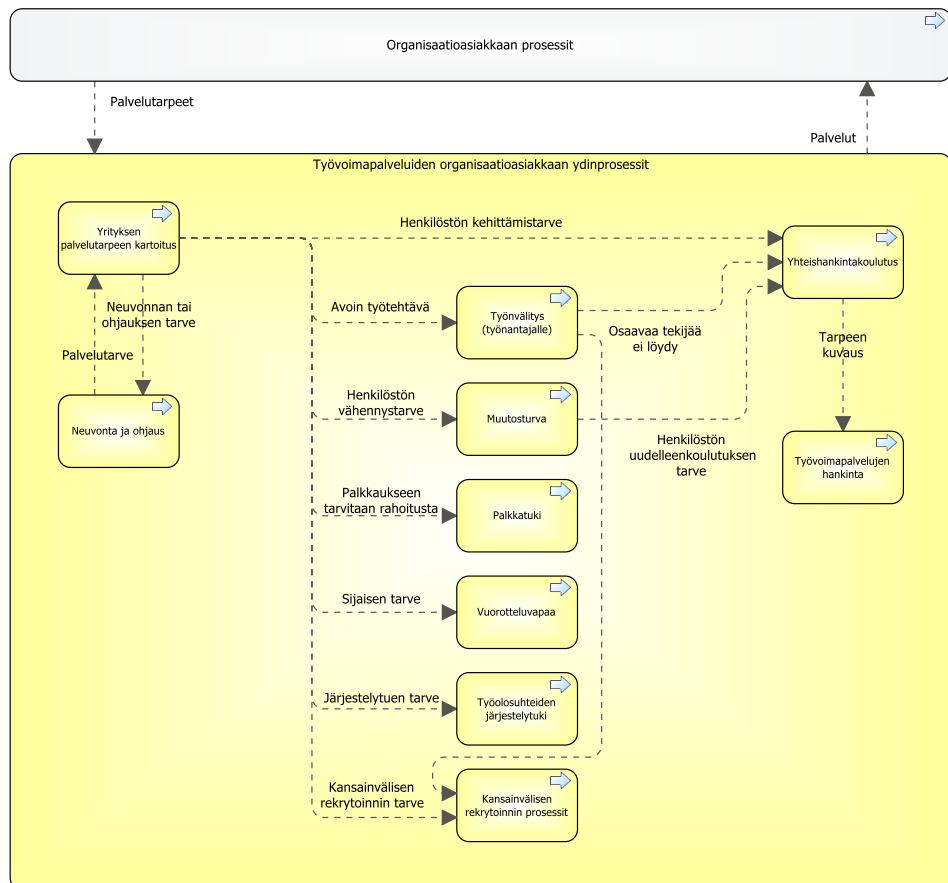 Organisaatioasiakkaan prosessit
Palvelutarpeet
Palvelut
Työvoimapalveluiden organisaatioasiakkaan ydinprosessit
Yrityksen
palvelutarpeen kartoitus
Henkilöstön kehittämistarve
Yhteishankintakoulutus
Neuvonnan tai
ohjauksen tarve
Palvelutarve
Avoin työtehtävä
Työnvälitys
(työnantajalle)
Osaavaa tekijää
ei löydy
Tarpeen
kuvaus
Neuvonta ja ohjaus
Henkilöstön
vähennystarve
Muutosturva
Henkilöstön
uudelleenkoulutuksen
tarve
Työvoimapalvelujen
hankinta
Palkkaukseen
tarvitaan rahoitusta
Palkkatuki
Sijaisen tarve
Vuorotteluvapaa
Järjestelytuen tarve
Työolosuhteiden
järjestelytuki
Kansainvälisen
rekrytoinnin tarve
Kansainvälisen
rekrytoinnin prosessit